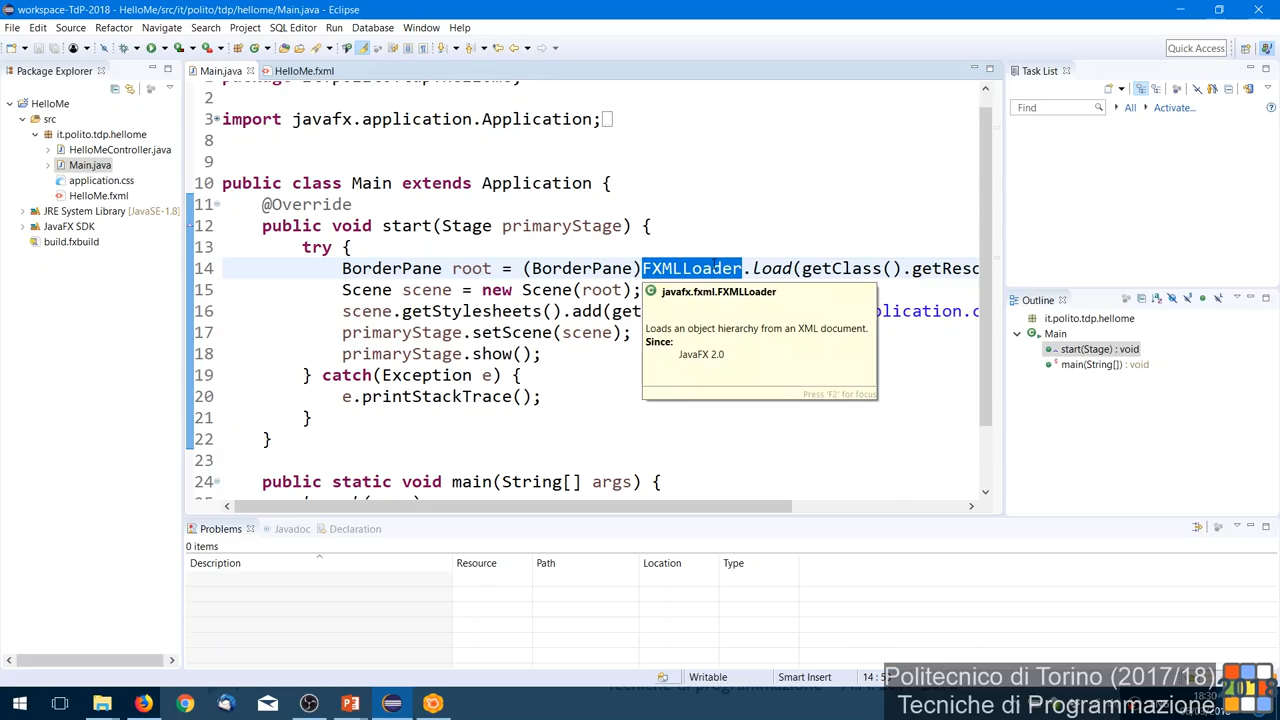 workspace-TdP-2018 - HelloMe/src/it/polito/tdp/hellome/Main.java - Eclipse
File Edit Source Refactor Navigate Search Project SQL Editor Run Database Window Help
Quick Access
Package Explorer
HelloMe
src
it.polito.tdp.hellome
HelloMeController.java
Main.java
application.css
HelloMe.fxml
JRE System Library [JavaSE-1.8]
JavaFX SDK
build.fxbuild
Main.java HelloMe.fxml
2
3 import javafx.application.Application;
8
9
10 public class Main extends Application {
11 @Override
12 public void start(Stage primaryStage) {
13 try {
14 BorderPane root = (BorderPane)FXMLLoader.load(getClass().getReso
15 Scene scene = new Scene(root);
16 scene.getStylesheets().add(get pplication.c
17 primaryStage.setScene(scene);
18 primaryStage.show();
19 } catch(Exception e) {
20 e.printStackTrace();
21 }
22 }
23
24 public static void main(String[] args) {
javafx.fxml.FXMLLoader
Loads an object hierarchy from an XML document.
Since:
JavaFX 2.0
Press 'F2' for focus
Task List
Find All Activate...
Outline
it.polito.tdp.hellome
Main
start(Stage) : void
main(String[]) : void
Problems Javadoc Declaration
0 items
Description Resource Path Location Type
Writable Smart Insert 14 : 5
Politecnico di Torino (2017/18)
Tecniche di Programmazione
18:30
2018